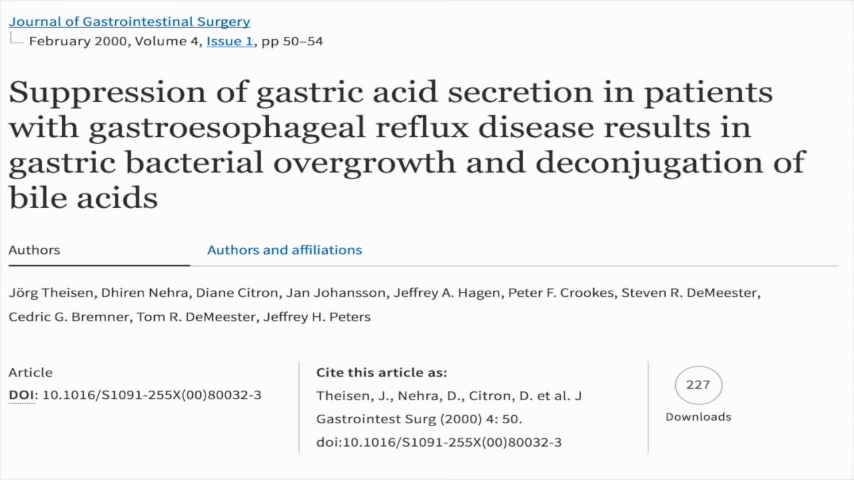 Journal of Gastrointestinal Surgery
February 2000, Volume 4, Issue 1, pp 50–54
Suppression of gastric acid secretion in patients
with gastroesophageal reflux disease results in
gastric bacterial overgrowth and deconjugation of
bile acids
Authors
Authors and affiliations
Jörg Theisen, Dhiren Nehra, Diane Citron, Jan Johansson, Jeffrey A. Hagen, Peter F. Crookes, Steven R. DeMeester,
Cedric G. Bremner, Tom R. DeMeester, Jeffrey H. Peters
Article
DOI: 10.1016/S1091-255X(00)80032-3
Cite this article as:
Theisen, J., Nehra, D., Citron, D. et al. J
Gastrointest Surg (2000) 4: 50.
doi:10.1016/S1091-255X(00)80032-3
227
Downloads